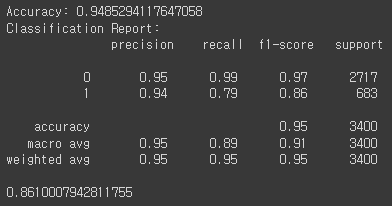 Accuracy: 0.9485294117647058
Classification Report:
precision recall f1-score support
0 0.95 0.99 0.97 2717
1 0.94 0.79 0.86 683
accuracy 0.95 3400
macro avg 0.95 0.89 0.91 3400
weighted avg 0.95 0.95 0.95 3400
0.8610007942811755